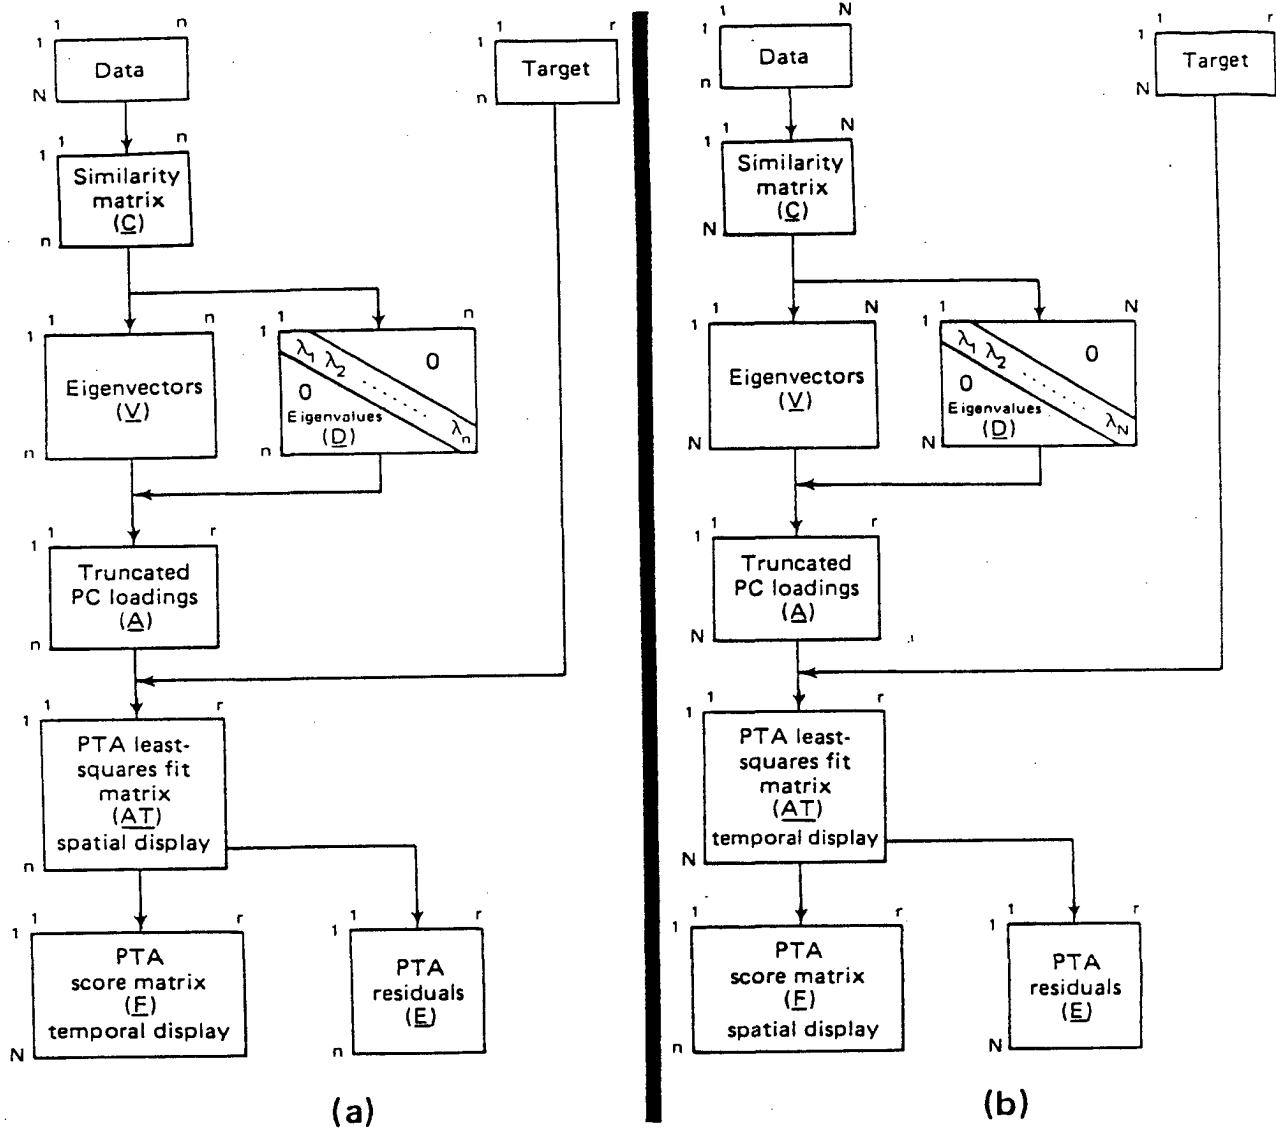 1 n
1
Data
N
1 r
1
Target
n
1 n
1
Similarity
matrix
(C)
n
1 n
1
Eigenvectors
(V)
n
1 n
1
λ1 λ2 0
0
Eigenvalues
(D)
λn
n
1 r
1
Truncated
PC loadings
(A)
n
1 r
1
PTA least-
squares fit
matrix
(AT)
spatial display
n
1 r
1
PTA
score matrix
(F)
temporal display
N
1 r
1
PTA
residuals
(E)
n
(a)
1 N
1
Data
n
1 r
1
Target
N
1 N
1
Similarity
matrix
(C)
N
1 N
1
Eigenvectors
(V)
N
1 N
1
λ1 λ2 0
0
Eigenvalues
(D)
λN
N
1 r
1
Truncated
PC loadings
(A)
N
1 r
1
PTA least-
squares fit
matrix
(AT)
temporal display
N
1 r
1
PTA
score matrix
(F)
spatial display
n
1 r
1
PTA
residuals
(E)
N
(b)